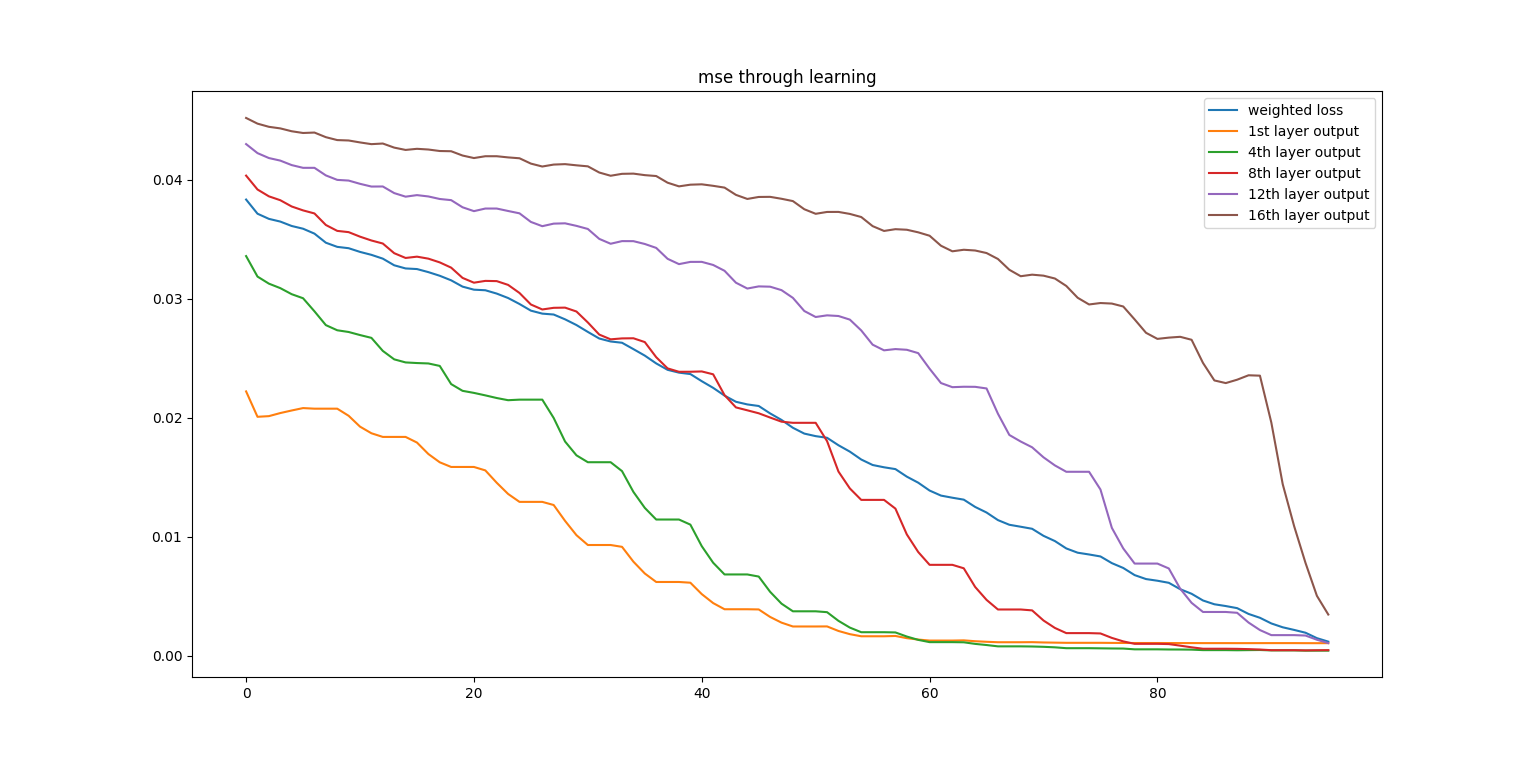 mse through learning
weighted loss
1st layer output
4th layer output
8th layer output
12th layer output
16th layer output
0.04
0.03
0.02
0.01
0.00
0 20 40 60 80